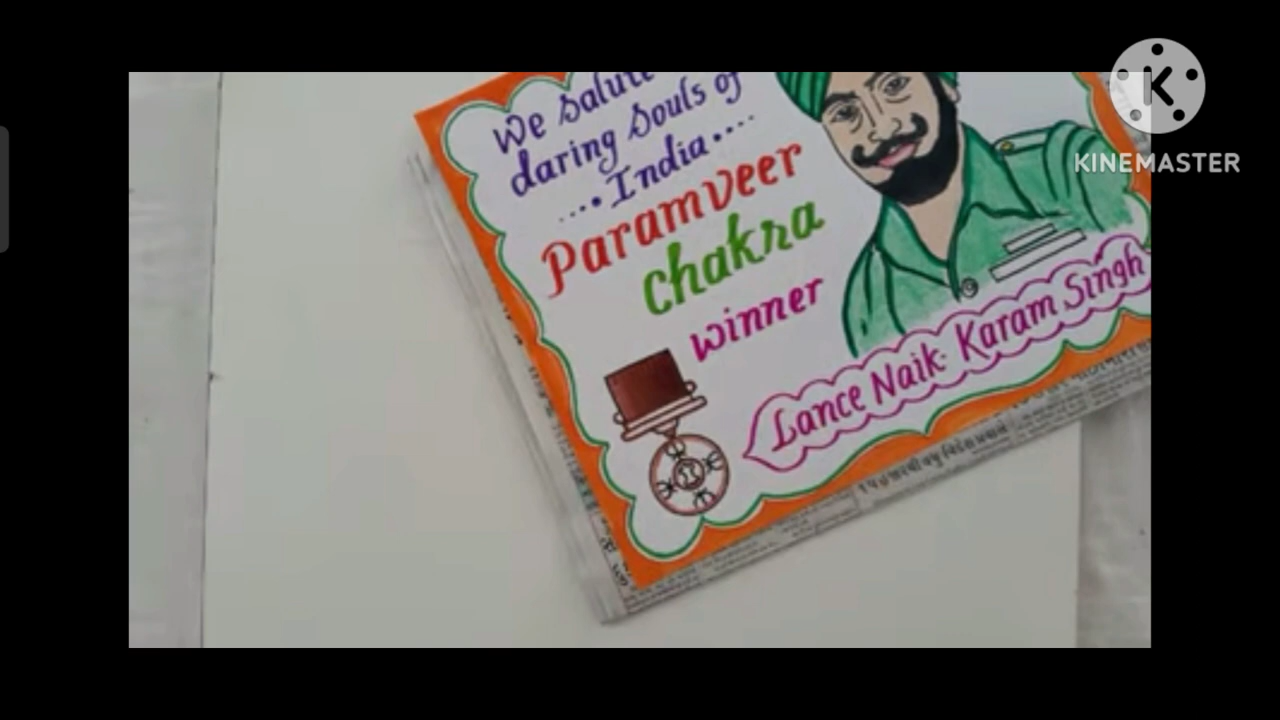 We salute
daring souls of
....India....
Paramveer
chakra
winner
Lance Naik. Karam Singh
KINEMASTER